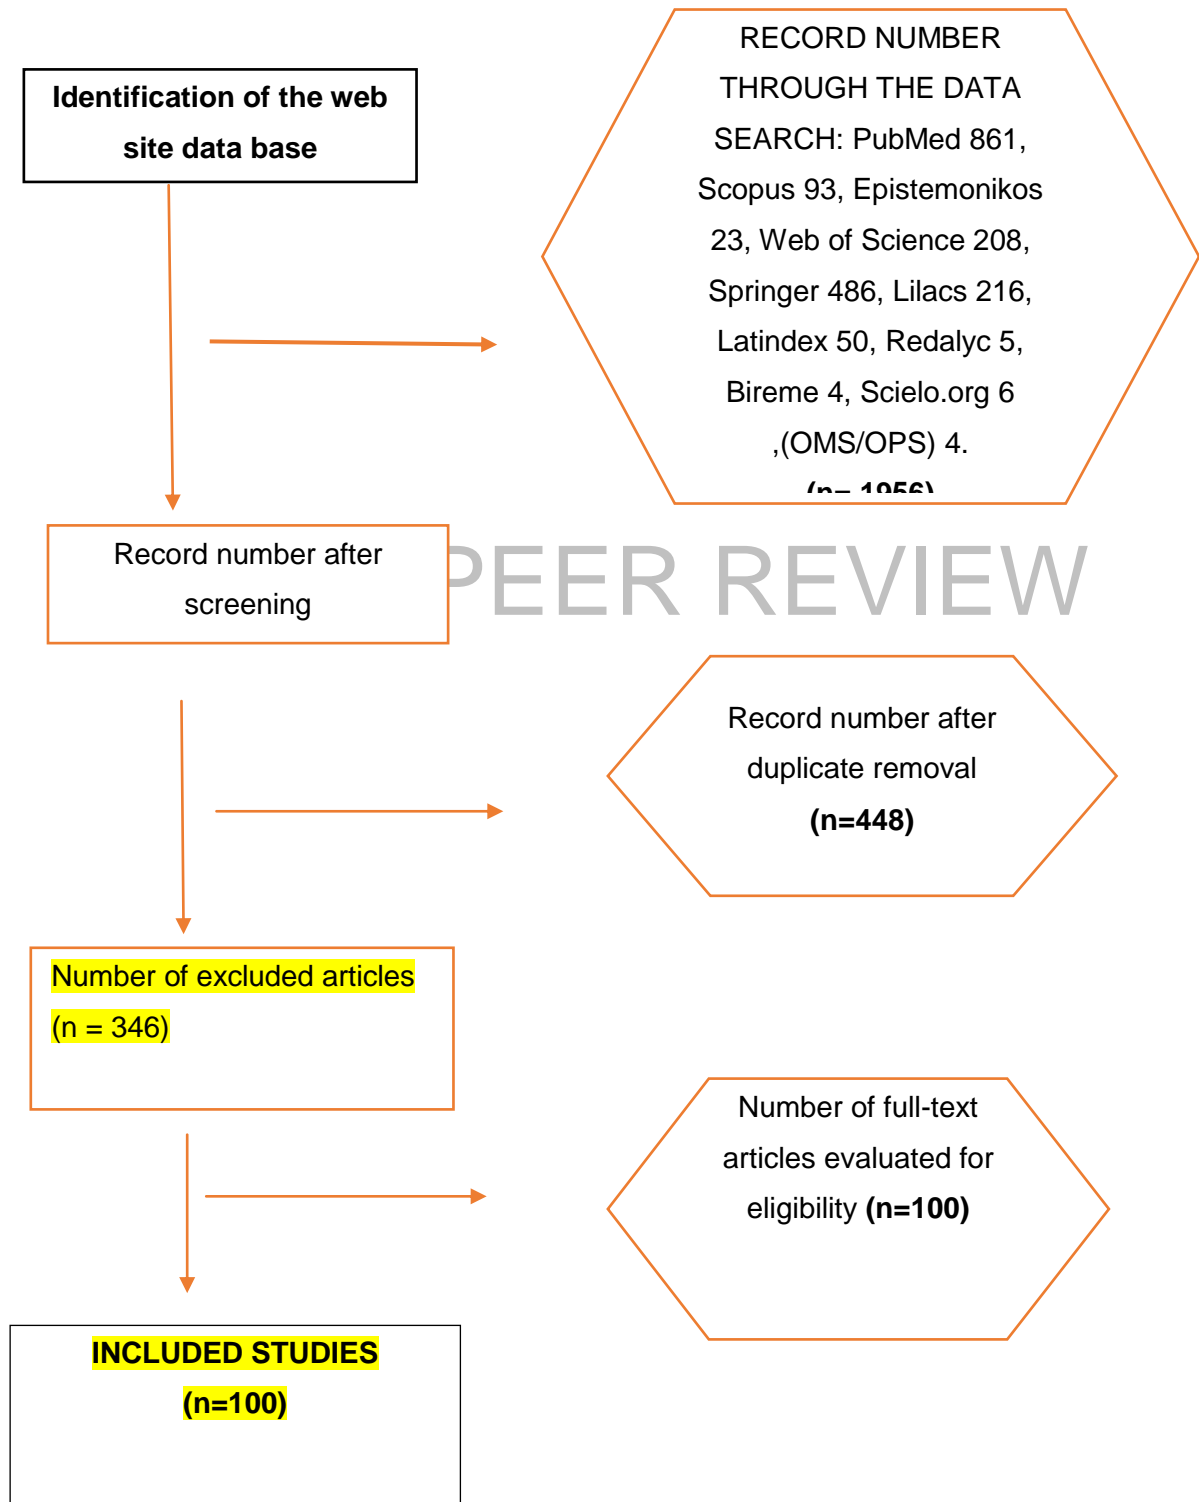 Identification of the web
site data base
RECORD NUMBER
THROUGH THE DATA
SEARCH: PubMed 861,
Scopus 93, Epistemonikos
23, Web of Science 208,
Springer 486, Lilacs 216,
Latindex 50, Redalyc 5,
Bireme 4, Scielo.org 6
,(OMS/OPS) 4.
(n= 1956)
Record number after
screening
PEER REVIEW
Record number after
duplicate removal
(n=448)
Number of excluded articles
(n = 346)
Number of full-text
articles evaluated for
eligibility (n=100)
INCLUDED STUDIES
(n=100)